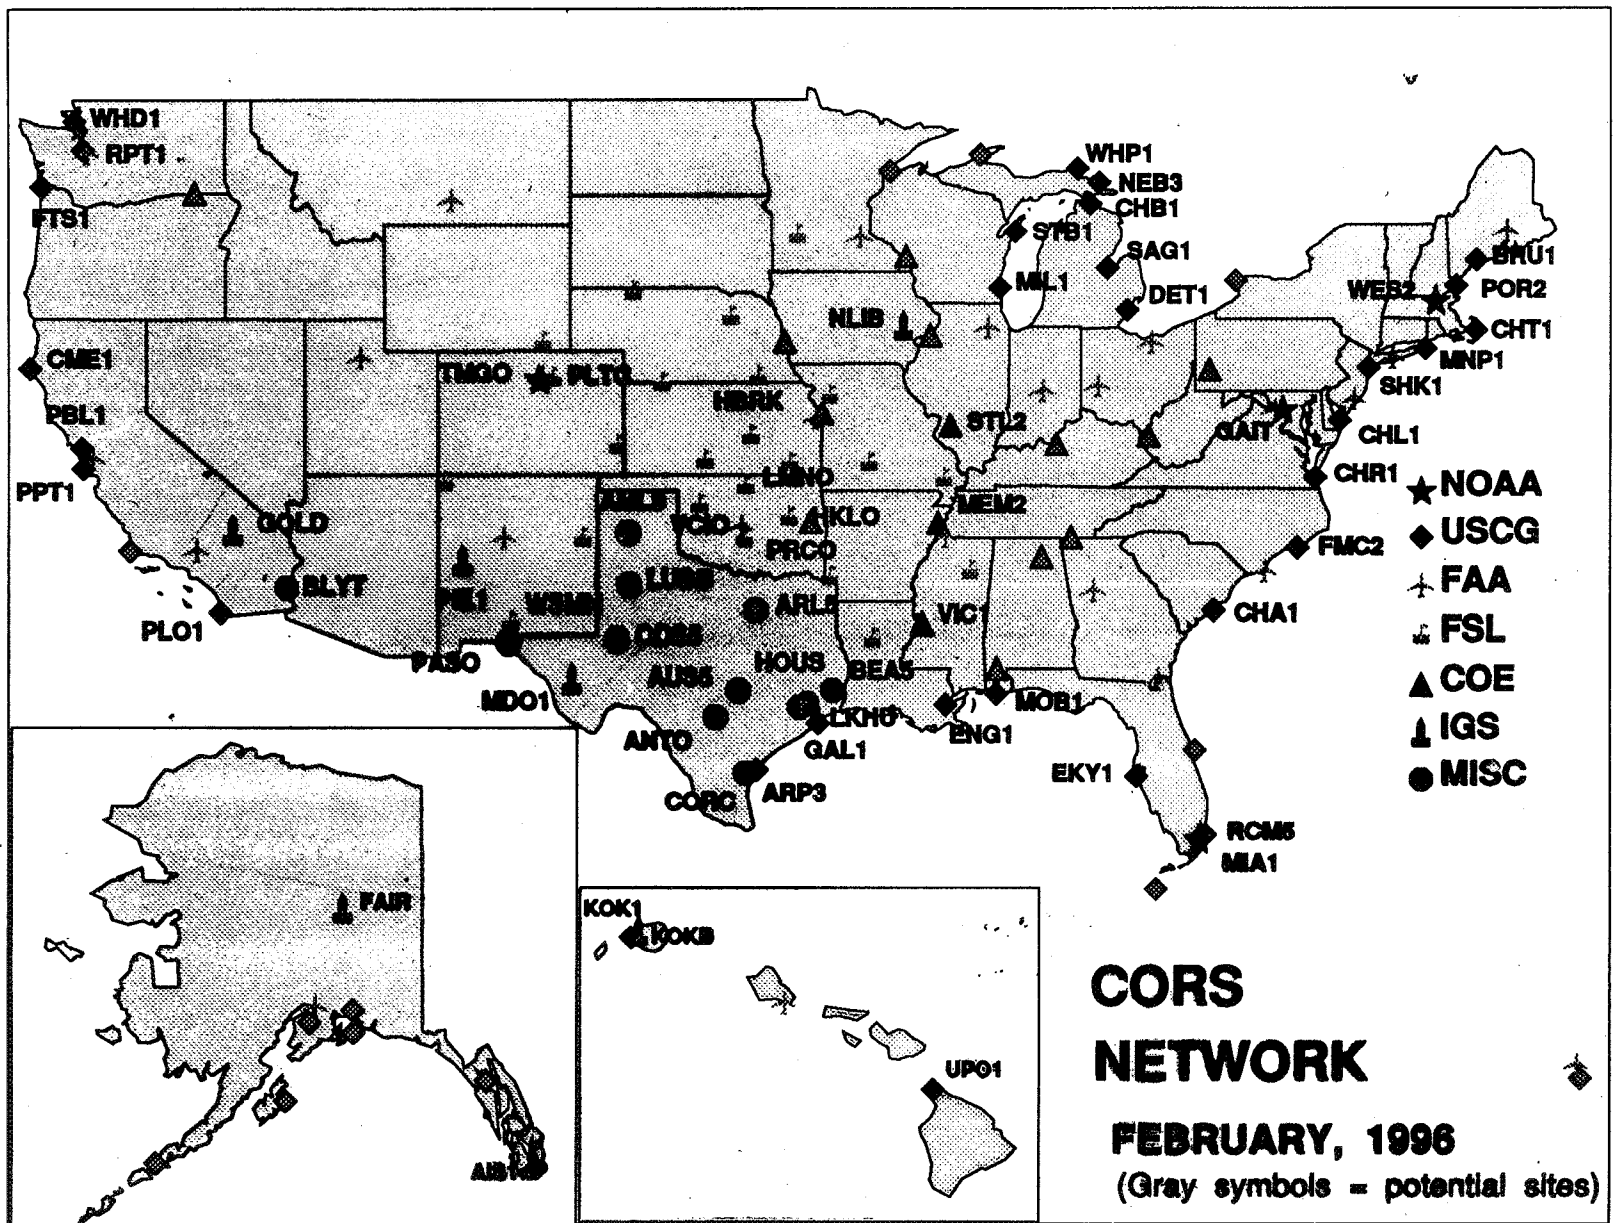 WHD1
RPT1
FTS1
CME1
PBL1
PPT1
GOLD
BLYT
PLO1
PASO
MDO1
TMGO
PLTC
HBRK
NLIB
STL2
LMNO
VCIO
KLO
PRCO
MEM2
ARL5
VIC1
HOUS
BEA5
AUS5
ANTO
LKHU
GAL1
CORC
ARP3
ENG1
MOB1
EKY1
RCM5
MIA1
CHA1
FMC2
CHR1
CHL1
GAIT
SHK1
MNP1
CHT1
WES2
POR2
BRU1
WHP1
NEB3
CHB1
STB1
SAG1
MIL1
DET1
NOAA
USCG
FAA
FSL
COE
IGS
MISC
FAIR
KOK1
KOKB
UPO1
CORS
NETWORK
FEBRUARY, 1996
(Gray symbols = potential sites)